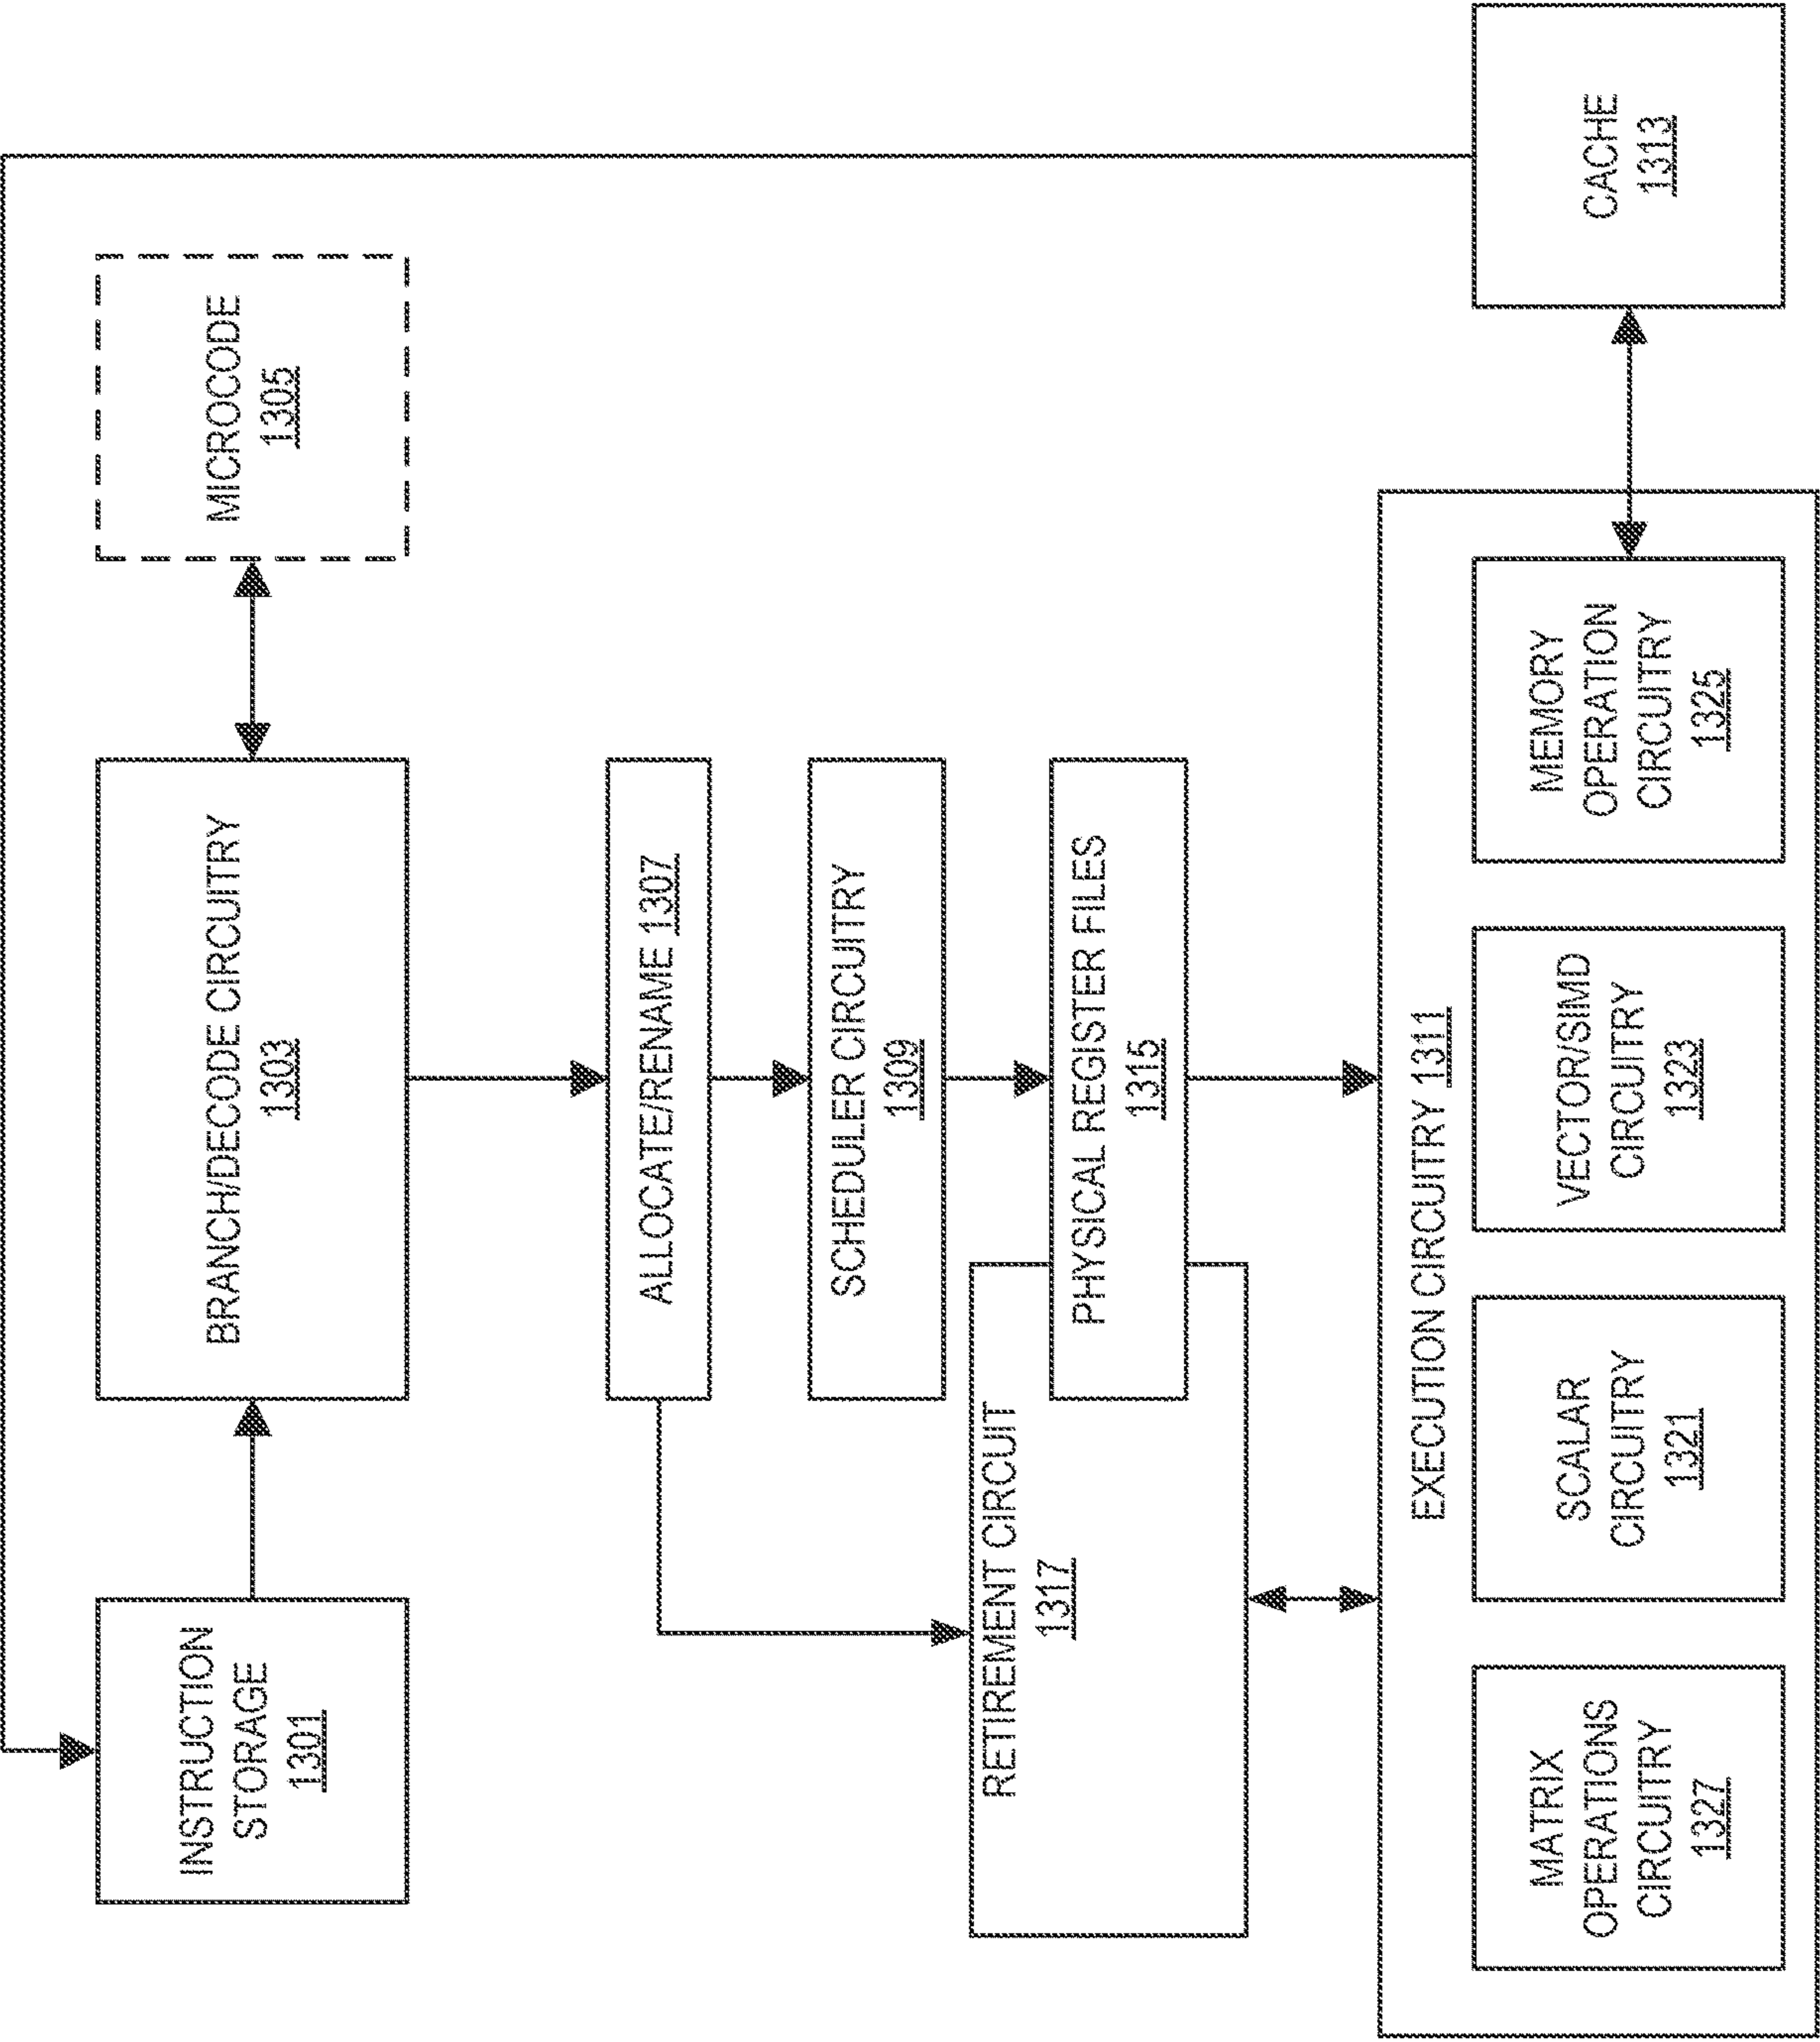 INSTRUCTION
STORAGE
1301
BRANCH/DECODE CIRCUITRY
1303
MICROCODE
1305
ALLOCATE/RENAME 1307
SCHEDULER CIRCUITRY
1309
RETIREMENT CIRCUIT
1317
PHYSICAL REGISTER FILES
1315
EXECUTION CIRCUITRY 1311
MATRIX
OPERATIONS
CIRCUITRY
1327
SCALAR
CIRCUITRY
1321
VECTOR/SIMD
CIRCUITRY
1323
MEMORY
OPERATION
CIRCUITRY
1325
CACHE
1313